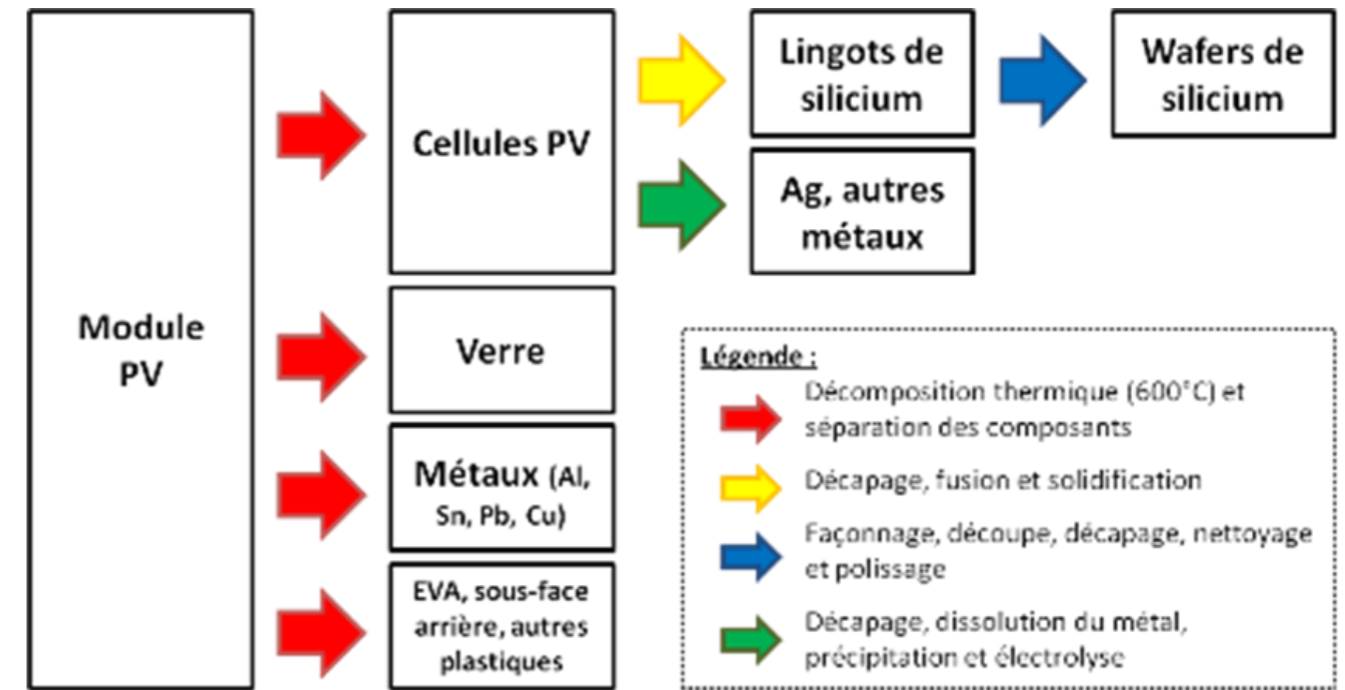 Module
PV
Cellules PV
Verre
Métaux (Al,
Sn, Pb, Cu)
EVA, sous-face
arrière, autres
plastiques
Lingots de
silicium
Ag, autres
métaux
Wafers de
silicium
Légende :
Décomposition thermique (600°C) et
séparation des composants
Décapage, fusion et solidification
Façonnage, découpe, décapage, nettoyage
et polissage
Décapage, dissolution du métal,
précipitation et électrolyse